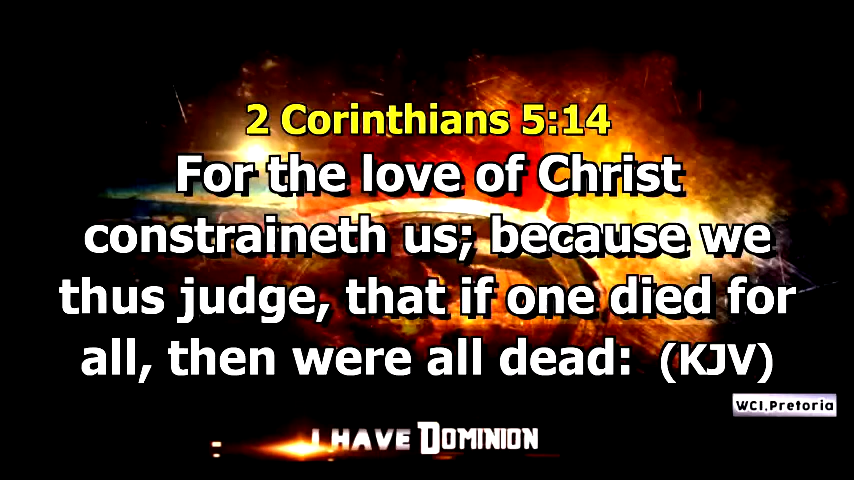 2 Corinthians 5:14
For the love of Christ
constraineth us; because we
thus judge, that if one died for
all, then were all dead: (KJV)
WCI.Pretoria
I HAVE DOMINION